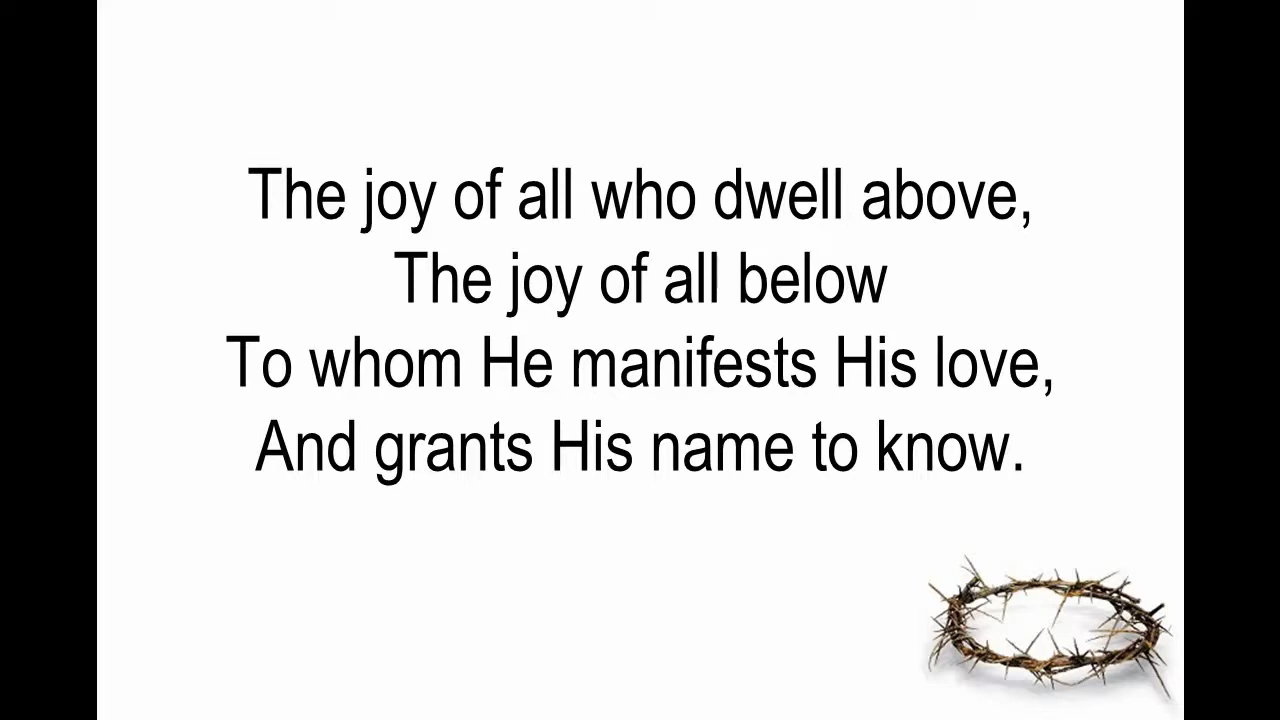 The joy of all who dwell above,
The joy of all below
To whom He manifests His love,
And grants His name to know.